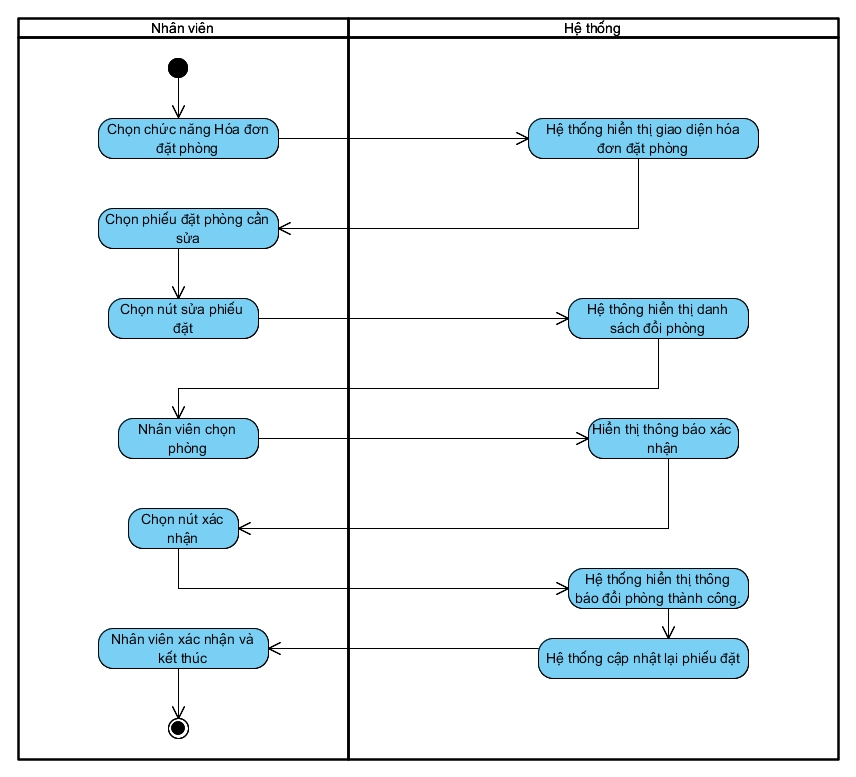 Nhân viên
Hệ thống
Chọn chức năng Hóa đơn
đặt phòng
Hệ thống hiển thị giao diện hóa
đơn đặt phòng
Chọn phiếu đặt phòng cần
sửa
Chọn nút sửa phiếu
đặt
Hệ thông hiển thị danh
sách đổi phòng
Nhân viên chọn
phòng
Hiển thị thông báo xác
nhận
Chọn nút xác
nhận
Hệ thống hiển thị thông
báo đổi phòng thành công.
Nhân viên xác nhận và
kết thúc
Hệ thống cập nhật lại phiếu đặt